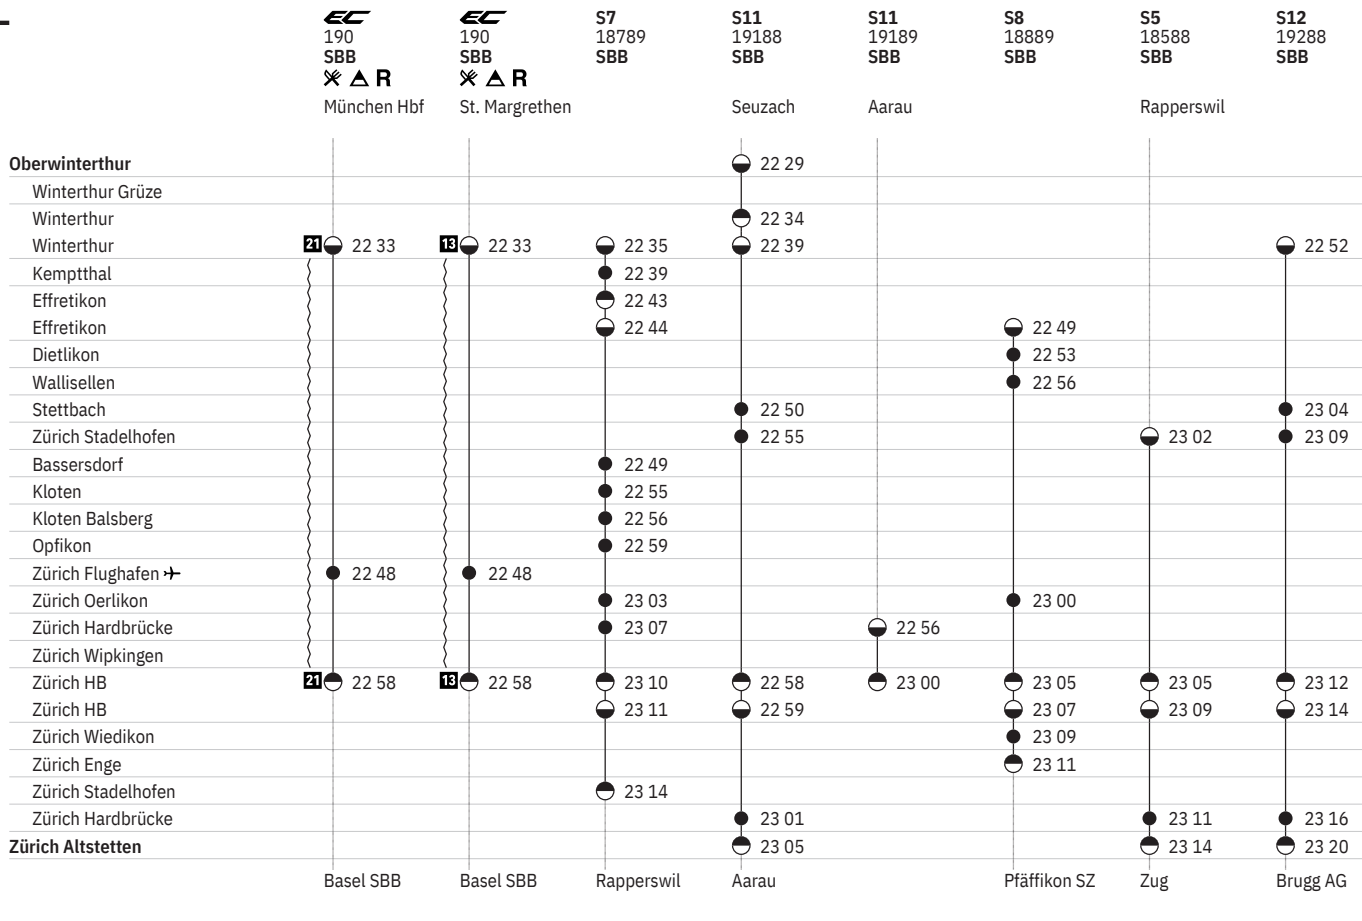 EC EC S7 S11 S11 S8 S5 S12
190 190 18789 19188 19189 18889 18588 19288
SBB SBB SBB SBB SBB SBB SBB SBB
R R
München Hbf St. Margrethen Seuzach Aarau Rapperswil
Oberwinterthur 22 29
Winterthur Grüze
Winterthur 22 34
Winterthur 21 22 33 13 22 33 22 35 22 39 22 52
Kemptthal 22 39
Effretikon 22 43
Effretikon 22 44 22 49
Dietlikon 22 53
Wallisellen 22 56
Stettbach 22 50 23 04
Zürich Stadelhofen 22 55 23 02 23 09
Bassersdorf 22 49
Kloten 22 55
Kloten Balsberg 22 56
Opfikon 22 59
Zürich Flughafen 22 48 22 48
Zürich Oerlikon 23 03 23 00
Zürich Hardbrücke 23 07 22 56
Zürich Wipkingen
Zürich HB 21 22 58 13 22 58 23 10 22 58 23 00 23 05 23 05 23 12
Zürich HB 23 11 22 59 23 07 23 09 23 14
Zürich Wiedikon 23 09
Zürich Enge 23 11
Zürich Stadelhofen 23 14
Zürich Hardbrücke 23 01 23 11 23 16
Zürich Altstetten 23 05 23 14 23 20
Basel SBB Basel SBB Rapperswil Aarau Pfäffikon SZ Zug Brugg AG